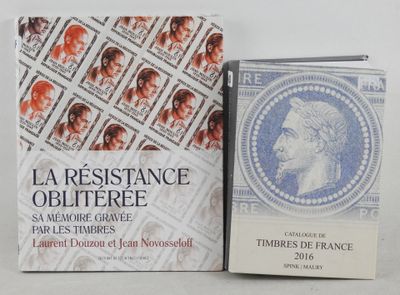 LA RÉSISTANCE
OBLITÉRÉE
SA MÉMOIRE GRAVÉE
PAR LES TIMBRES
Laurent Douzou et Jean Novosseloff
CATALOGUE DE
TIMBRES DE FRANCE
2016
SPINK / MAURY